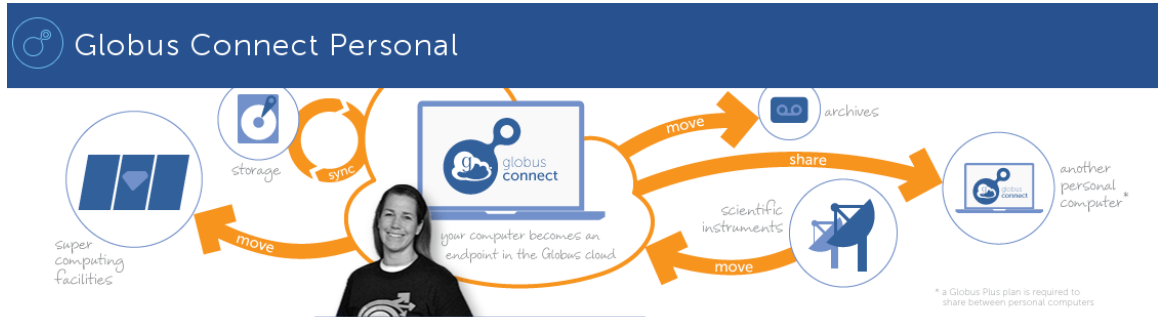 Globus Connect Personal
storage
sync
g
globus
connect
move
archives
share
globus
connect
another
personal
computer*
scientific
instruments
your computer becomes an
endpoint in the Globus cloud
move
super
computing
facilities
move
* a Globus Plus plan is required to
share between personal computers